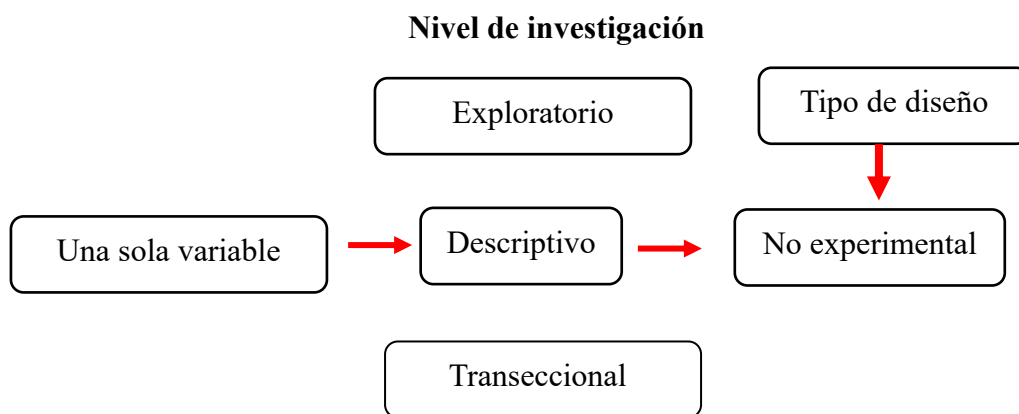 Nivel de investigación
Exploratorio
Tipo de diseño
Una sola variable
Descriptivo
No experimental
Transeccional